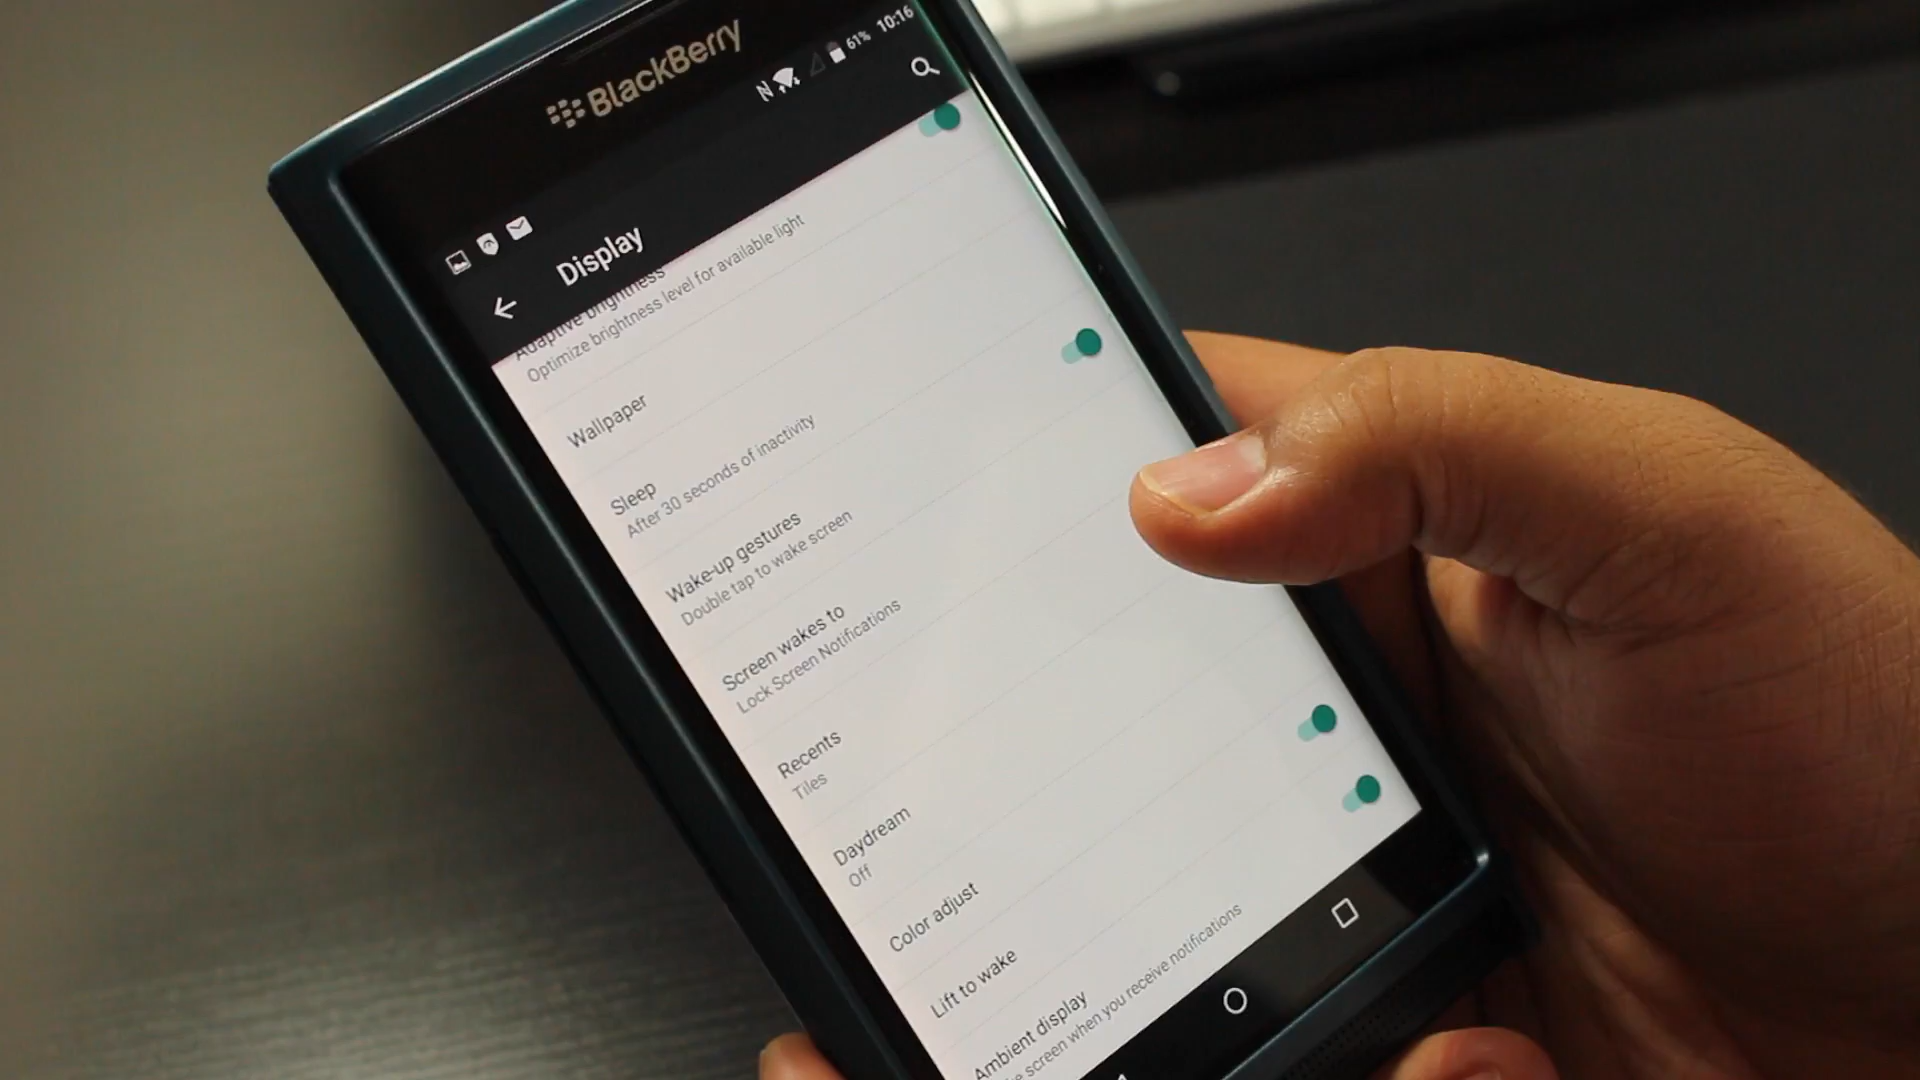 BlackBerry
61% 10:16
Display
Adaptive brightness
Optimize brightness level for available light
Wallpaper
Sleep
After 30 seconds of inactivity
Wake-up gestures
Double tap to wake screen
Screen wakes to
Lock Screen Notifications
Recents
Tiles
Daydream
Off
Color adjust
Lift to wake
Ambient display
screen when you receive notifications